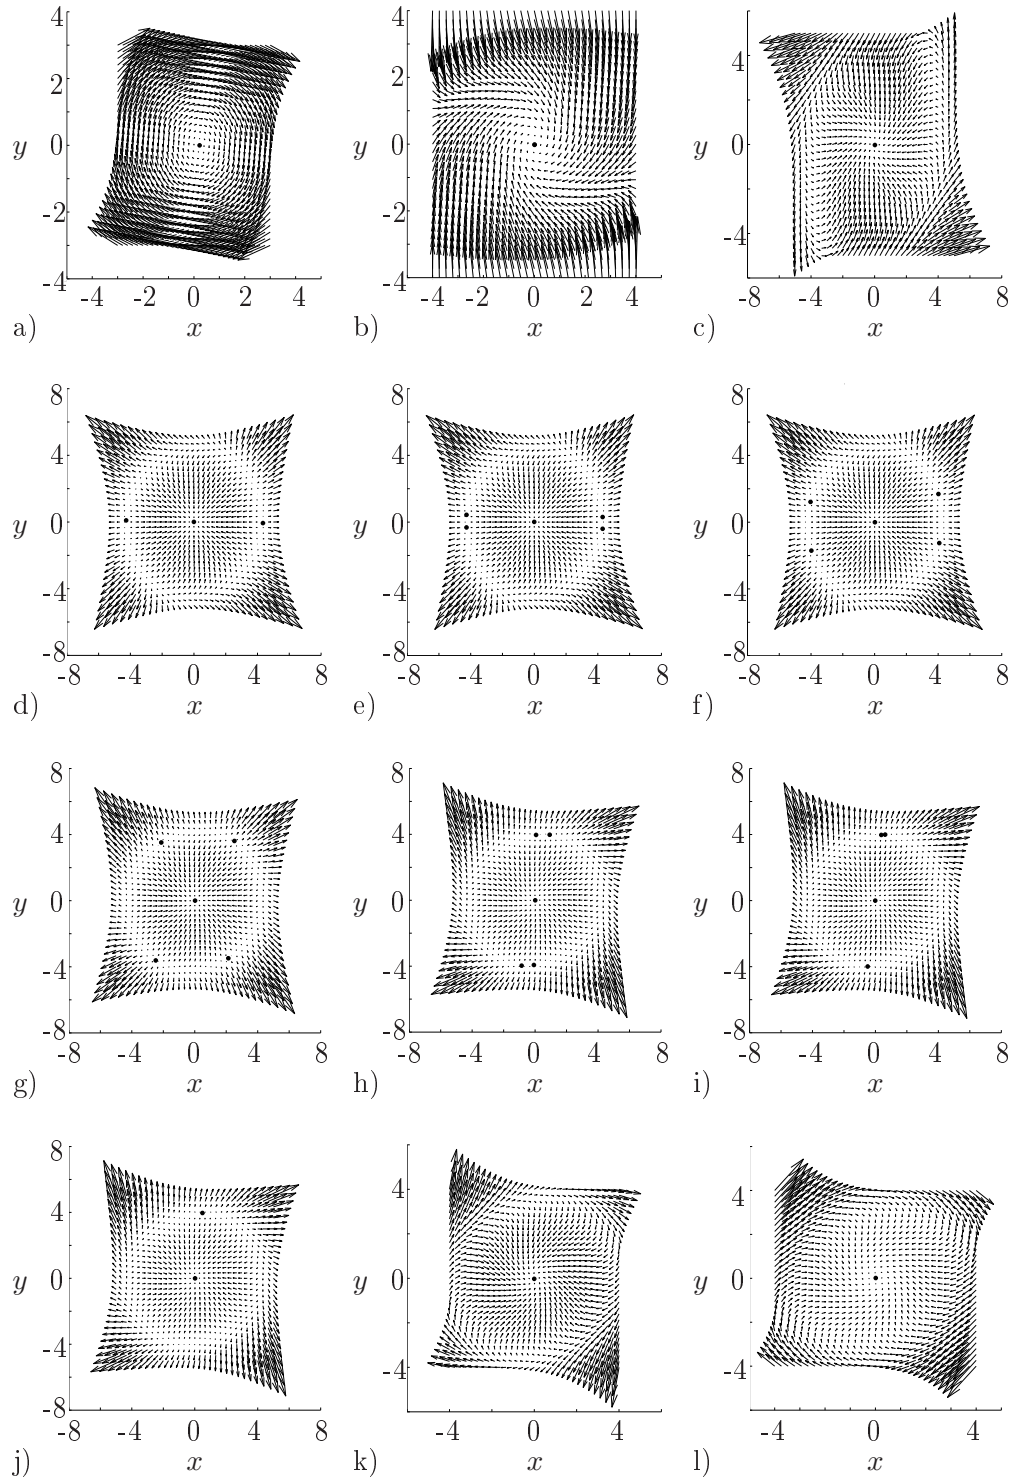 4 4 4
2 2
y 0 y 0 y 0
-2 -2
-4 -4 -4
-4 -2 0 2 4 -4 -2 0 2 4 -8 -4 0 4 8
a) x b) x c) x
8 8 8
4 4 4
y 0 y 0 y 0
-4 -4 -4
-8 -8 -8
-8 -4 0 4 8 -8 -4 0 4 8 -8 -4 0 4 8
d) x e) x f) x
8 8 8
4 4 4
y 0 y 0 y 0
-4 -4 -4
-8 -8 -8
-8 -4 0 4 8 -8 -4 0 4 8 -8 -4 0 4 8
g) x h) x i) x
8
4 4 4
y 0 y 0 y 0
-4 -4 -4
-8
-8 -4 0 4 8 -4 0 4 -4 0 4
j) x k) x l) x